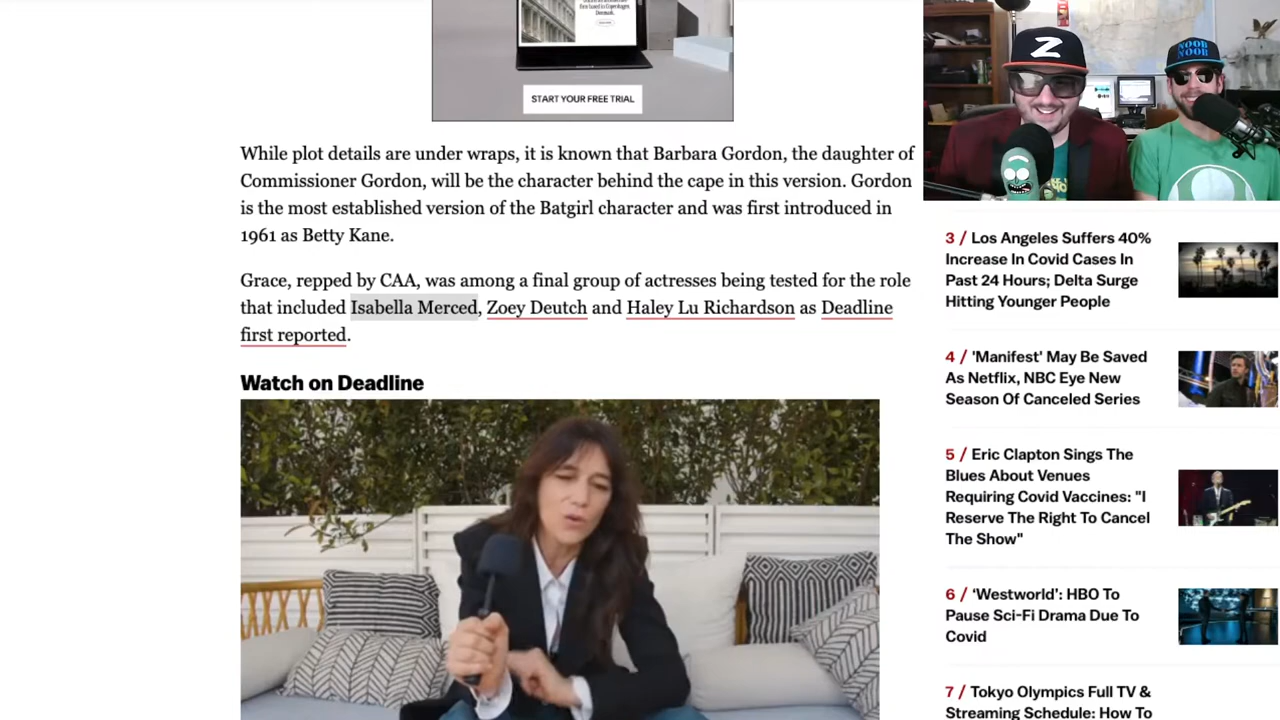 START YOUR FREE TRIAL
While plot details are under wraps, it is known that Barbara Gordon, the daughter of
Commissioner Gordon, will be the character behind the cape in this version. Gordon
is the most established version of the Batgirl character and was first introduced in
1961 as Betty Kane.
Grace, repped by CAA, was among a final group of actresses being tested for the role
that included Isabella Merced, Zoey Deutch and Haley Lu Richardson as Deadline
first reported.
Watch on Deadline
Z
NOOB
NOOB
3 / Los Angeles Suffers 40%
Increase In Covid Cases In
Past 24 Hours; Delta Surge
Hitting Younger People
4 / 'Manifest' May Be Saved
As Netflix, NBC Eye New
Season Of Canceled Series
5 / Eric Clapton Sings The
Blues About Venues
Requiring Covid Vaccines: "I
Reserve The Right To Cancel
The Show"
6 / ‘Westworld’: HBO To
Pause Sci-Fi Drama Due To
Covid
7 / Tokyo Olympics Full TV &
Streaming Schedule: How To